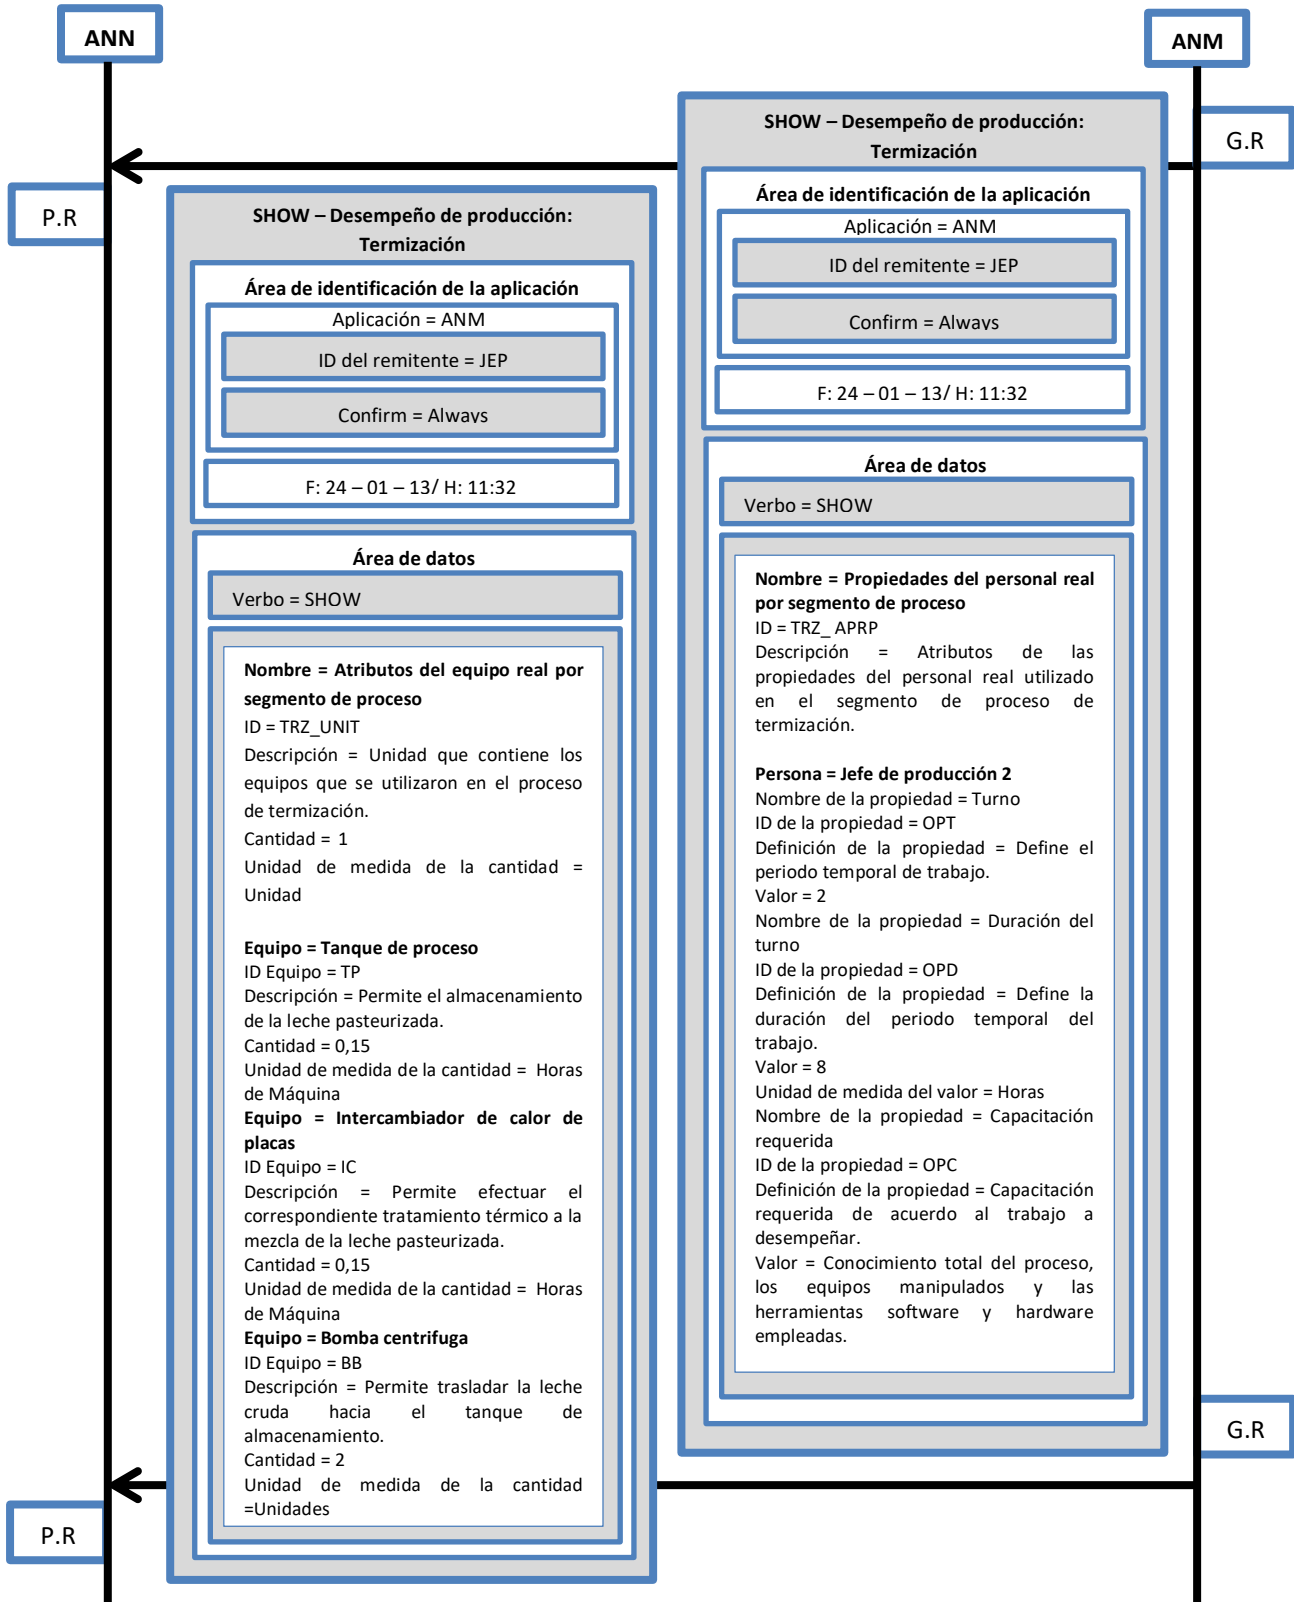 ANN
ANM
G.R
P.R
SHOW – Desempeño de producción:
Termización
Área de identificación de la aplicación
Aplicación = ANM
ID del remitente = JEP
Confirm = Always
F: 24 – 01 – 13/ H: 11:32
Área de datos
Verbo = SHOW
Nombre = Propiedades del personal real
por segmento de proceso
ID = TRZ_ APRP
Descripción = Atributos de las
propiedades del personal real utilizado
en el segmento de proceso de
termización.
Persona = Jefe de producción 2
Nombre de la propiedad = Turno
ID de la propiedad = OPT
Definición de la propiedad = Define el
periodo temporal de trabajo.
Valor = 2
Nombre de la propiedad = Duración del
turno
ID de la propiedad = OPD
Definición de la propiedad = Define la
duración del periodo temporal del
trabajo.
Valor = 8
Unidad de medida del valor = Horas
Nombre de la propiedad = Capacitación
requerida
ID de la propiedad = OPC
Definición de la propiedad = Capacitación
requerida de acuerdo al trabajo a
desempeñar.
Valor = Conocimiento total del proceso,
los equipos manipulados y las
herramientas software y hardware
empleadas.
SHOW – Desempeño de producción:
Termización
Área de identificación de la aplicación
Aplicación = ANM
ID del remitente = JEP
Confirm = Always
F: 24 – 01 – 13/ H: 11:32
Área de datos
Verbo = SHOW
Nombre = Atributos del equipo real por
segmento de proceso
ID = TRZ_UNIT
Descripción = Unidad que contiene los
equipos que se utilizaron en el proceso
de termización.
Cantidad = 1
Unidad de medida de la cantidad =
Unidad
Equipo = Tanque de proceso
ID Equipo = TP
Descripción = Permite el almacenamiento
de la leche pasteurizada.
Cantidad = 0,15
Unidad de medida de la cantidad = Horas
de Máquina
Equipo = Intercambiador de calor de
placas
ID Equipo = IC
Descripción = Permite efectuar el
correspondiente tratamiento térmico a la
mezcla de la leche pasteurizada.
Cantidad = 0,15
Unidad de medida de la cantidad = Horas
de Máquina
Equipo = Bomba centrifuga
ID Equipo = BB
Descripción = Permite trasladar la leche
cruda hacia el tanque de
almacenamiento.
Cantidad = 2
Unidad de medida de la cantidad
=Unidades
G.R
P.R